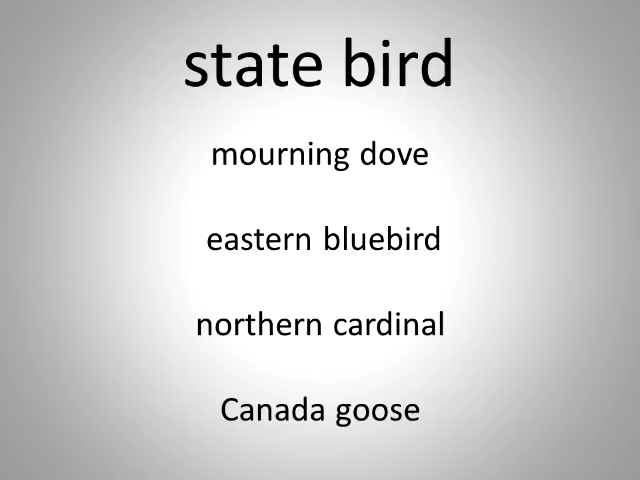 state bird
mourning dove
eastern bluebird
northern cardinal
Canada goose